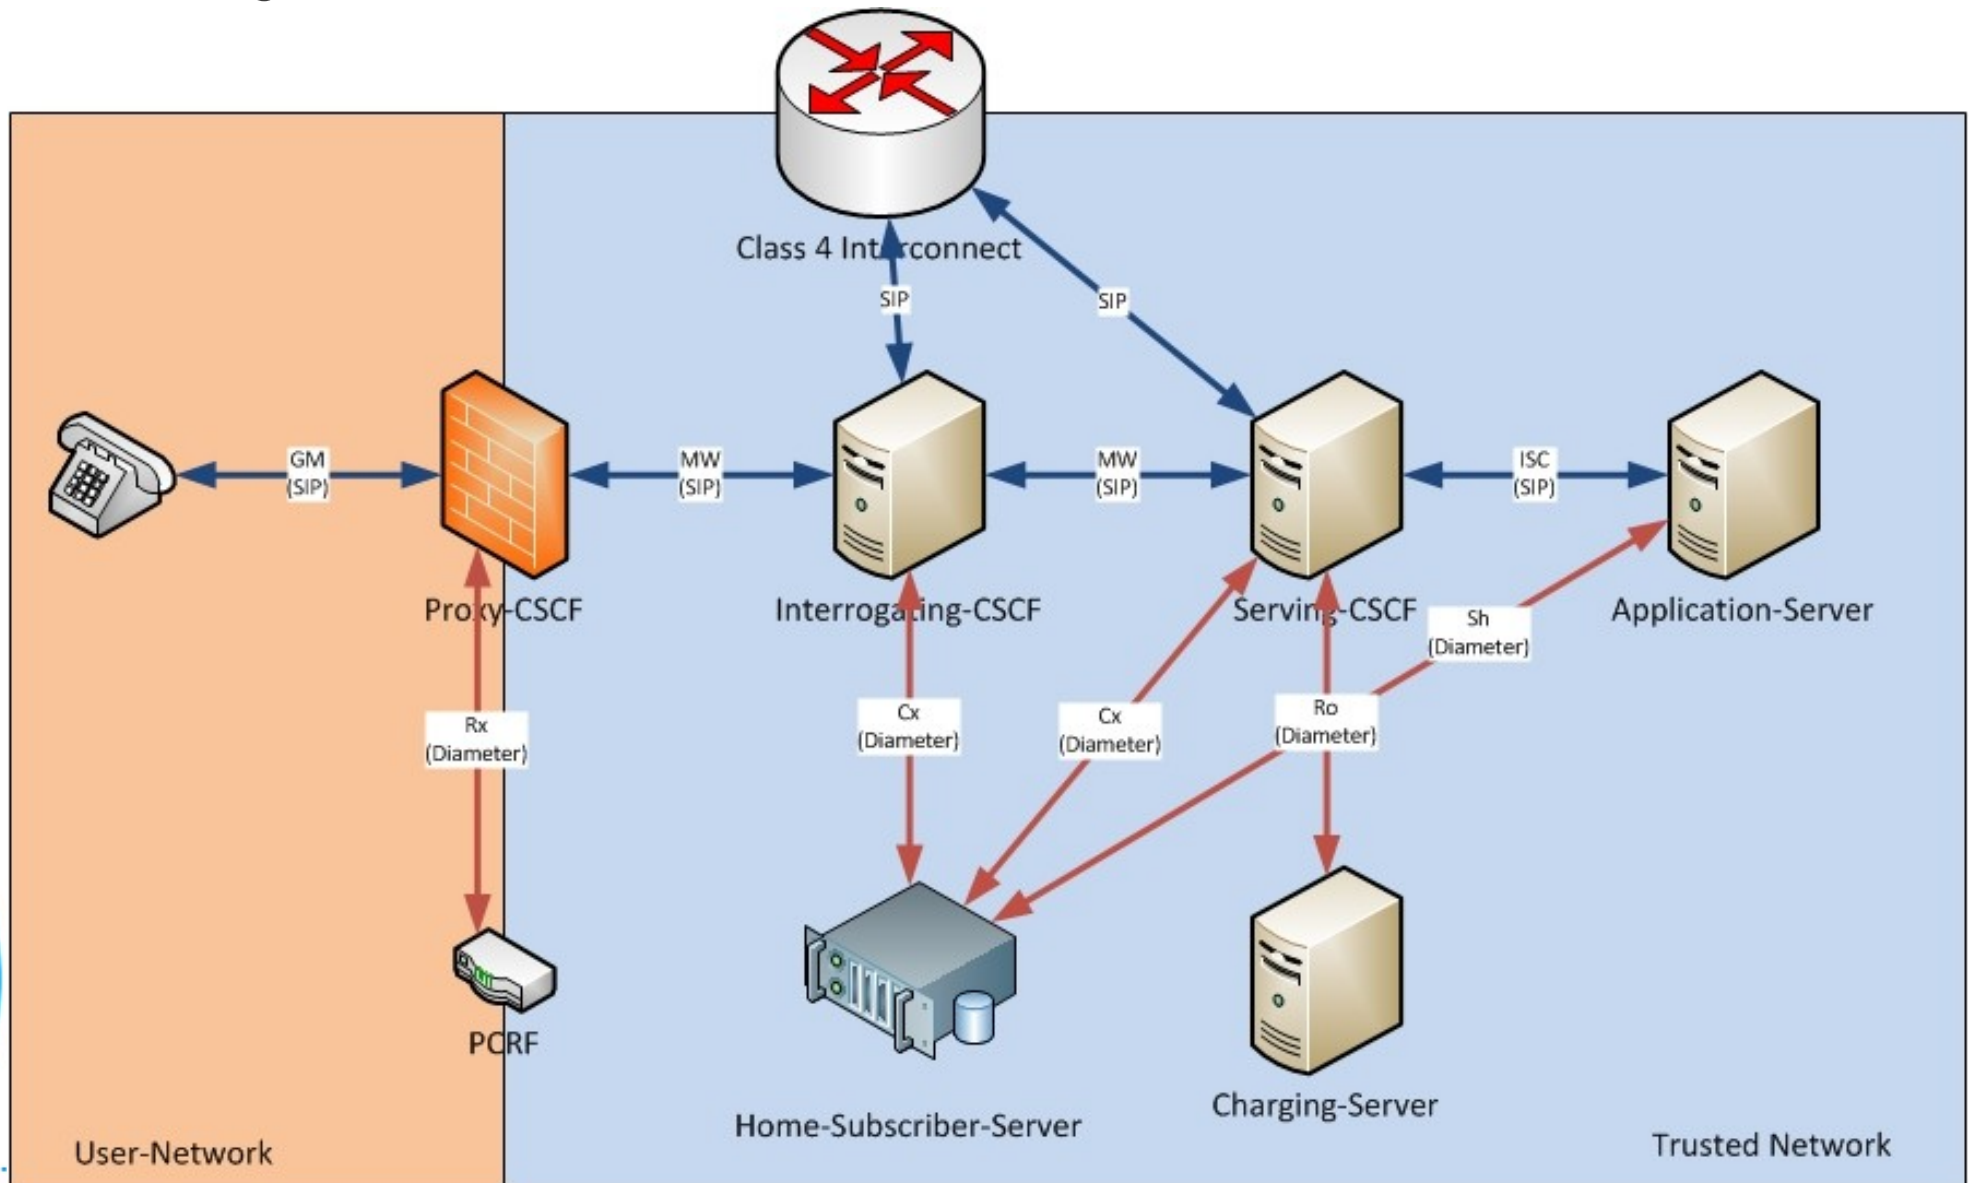 Class 4 Interconnect
SIP
SIP
GM
(SIP)
MW
(SIP)
MW
(SIP)
ISC
(SIP)
Proxy-CSCF
Interrogating-CSCF
Serving-CSCF
Application-Server
Sh
(Diameter)
Rx
(Diameter)
Cx
(Diameter)
Cx
(Diameter)
Ro
(Diameter)
PCRF
Home-Subscriber-Server
Charging-Server
User-Network
Trusted Network